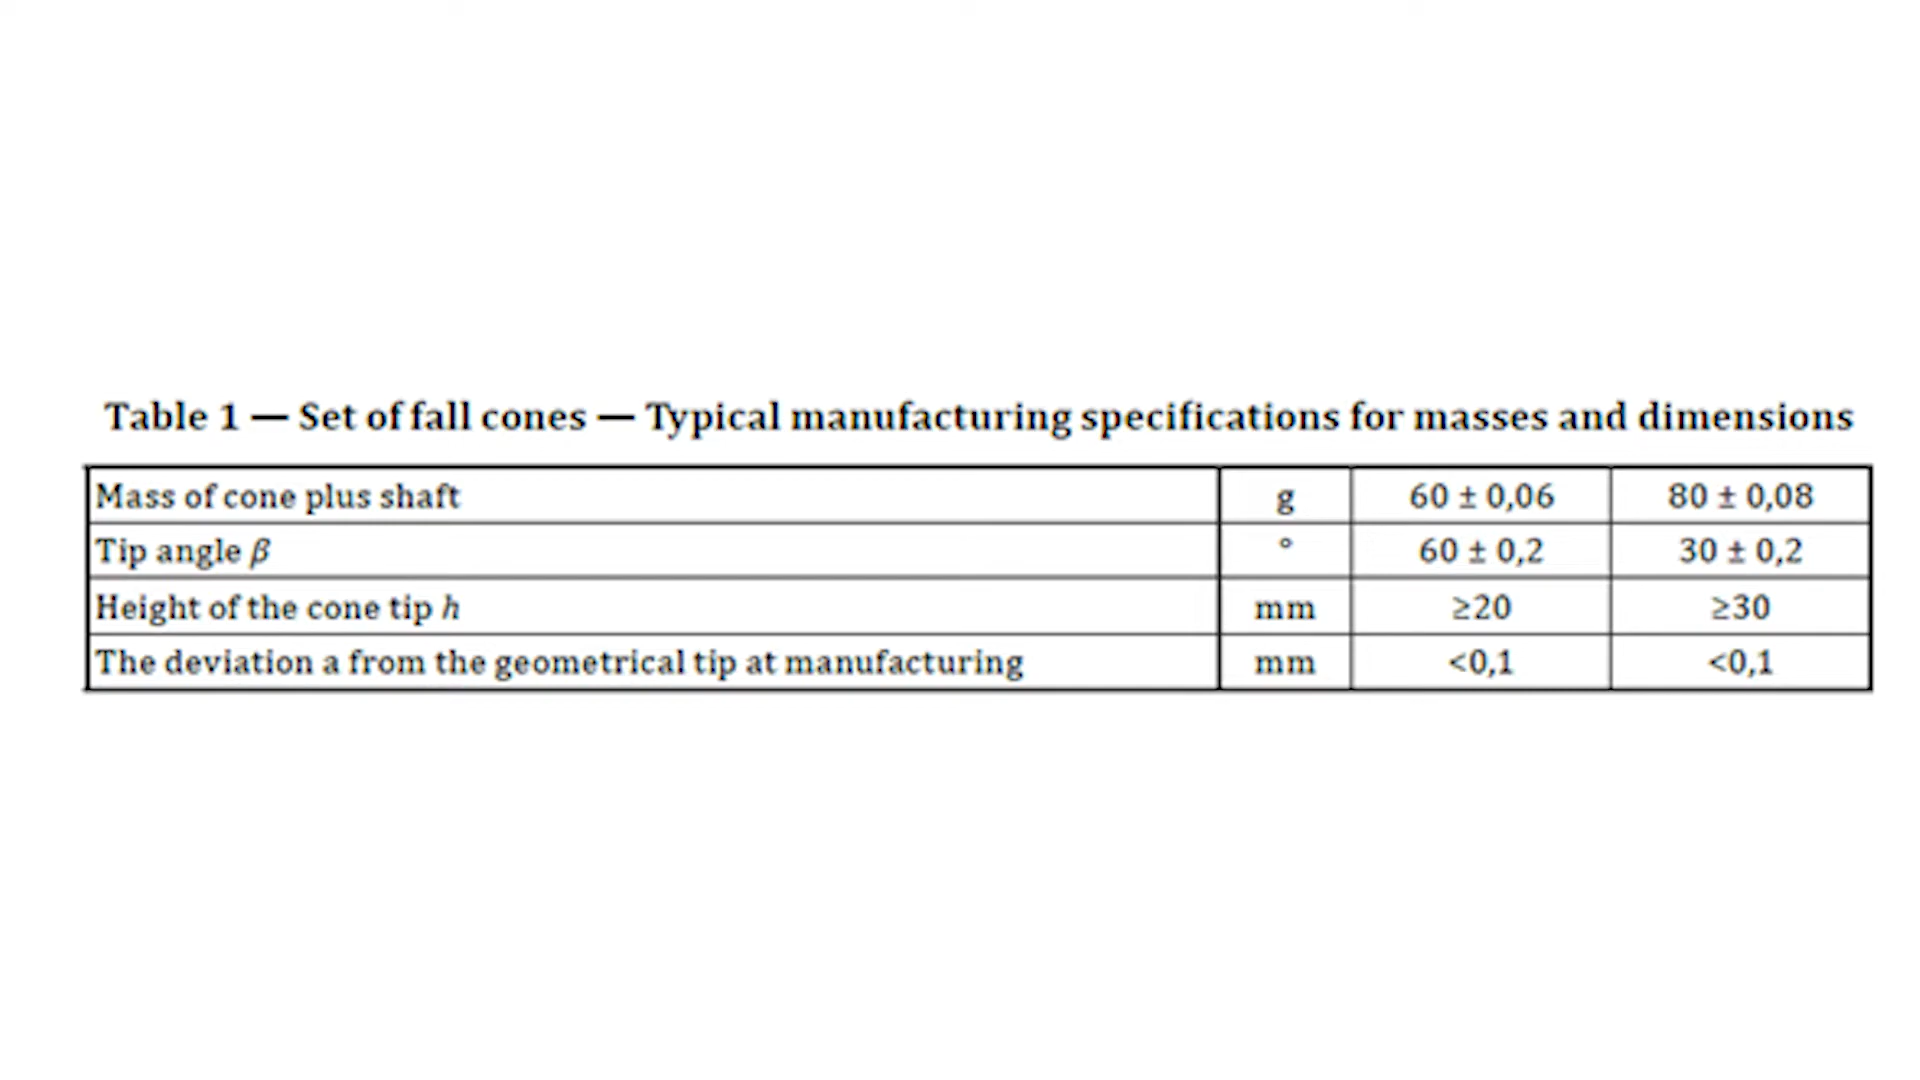 Table 1 — Set of fall cones — Typical manufacturing specifications for masses and dimensions
Mass of cone plus shaft g 60 ± 0,06 80 ± 0,08
Tip angle β ° 60 ± 0,2 30 ± 0,2
Height of the cone tip h mm ≥20 ≥30
The deviation a from the geometrical tip at manufacturing mm <0,1 <0,1